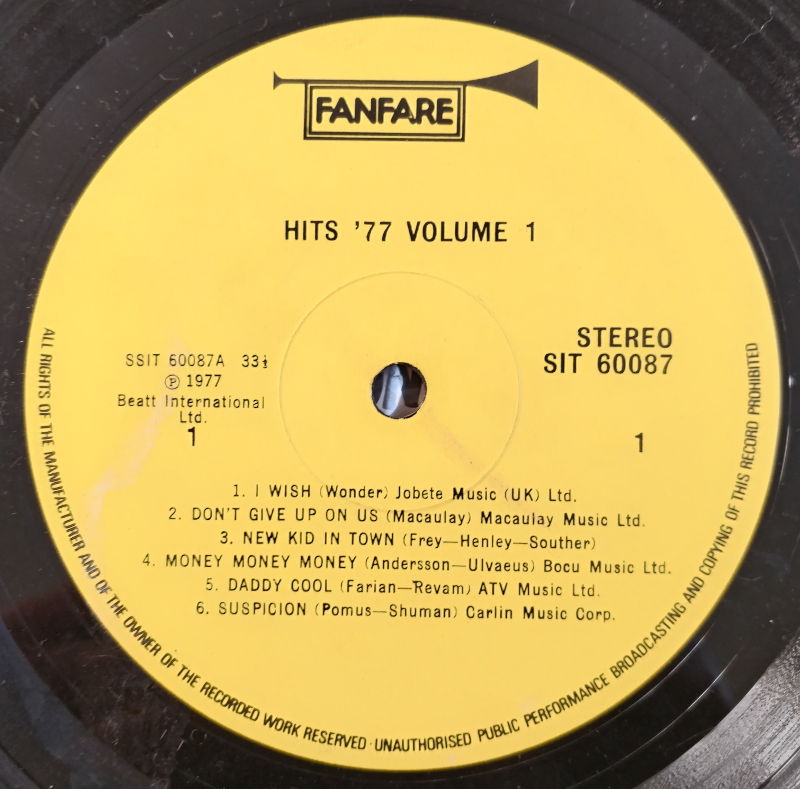 FANFARE
HITS '77 VOLUME 1
STEREO
SIT 60087
SSIT 60087A 33⅓
℗ 1977
Beatt International
Ltd.
1
1
1. I WISH (Wonder) Jobete Music (UK) Ltd.
2. DON'T GIVE UP ON US (Macaulay) Macaulay Music Ltd.
3. NEW KID IN TOWN (Frey—Henley—Souther)
4. MONEY MONEY MONEY (Andersson—Ulvaeus) Bocu Music Ltd.
5. DADDY COOL (Farian—Revam) ATV Music Ltd.
6. SUSPICION (Pomus—Shuman) Carlin Music Corp.
ALL RIGHTS OF THE MANUFACTURER AND OF THE OWNER OF THE RECORDED WORK RESERVED · UNAUTHORISED PUBLIC PERFORMANCE BROADCASTING AND COPYING OF THIS RECORD PROHIBITED